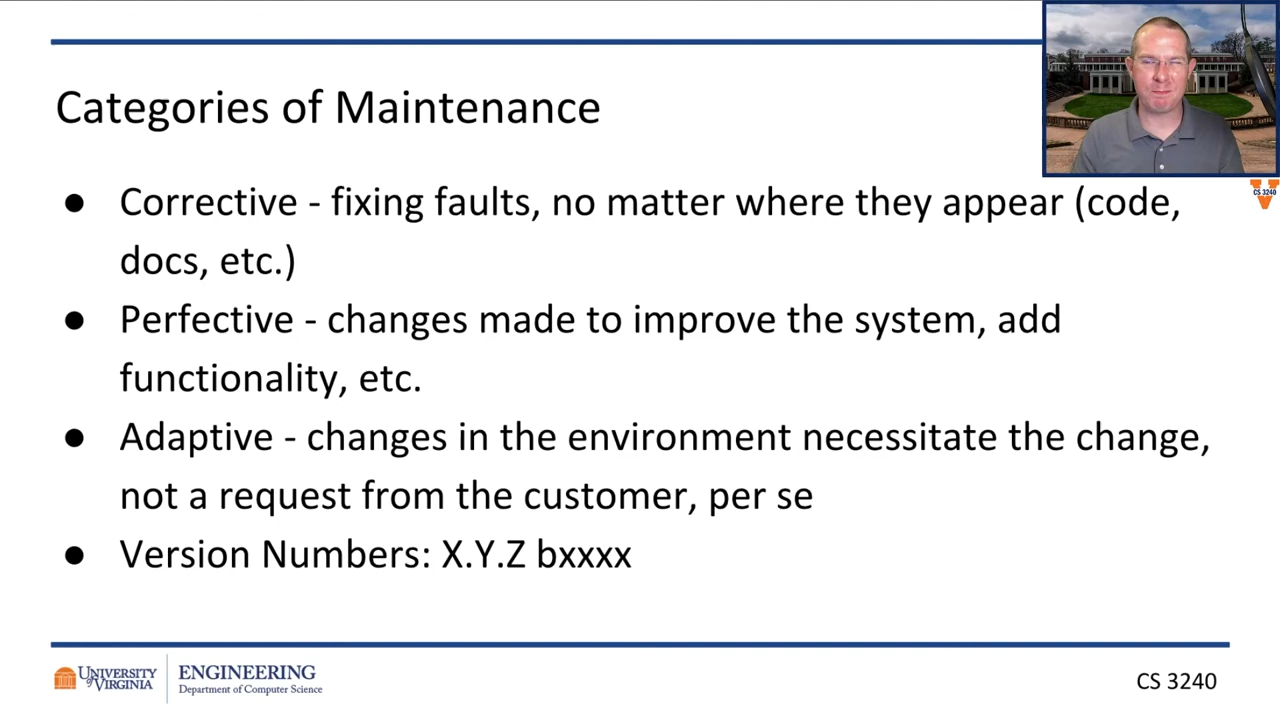 Categories of Maintenance
CS 3240
● Corrective - fixing faults, no matter where they appear (code,
docs, etc.)
● Perfective - changes made to improve the system, add
functionality, etc.
● Adaptive - changes in the environment necessitate the change,
not a request from the customer, per se
● Version Numbers: X.Y.Z bxxxx
UNIVERSITY of VIRGINIA
ENGINEERING
Department of Computer Science
CS 3240